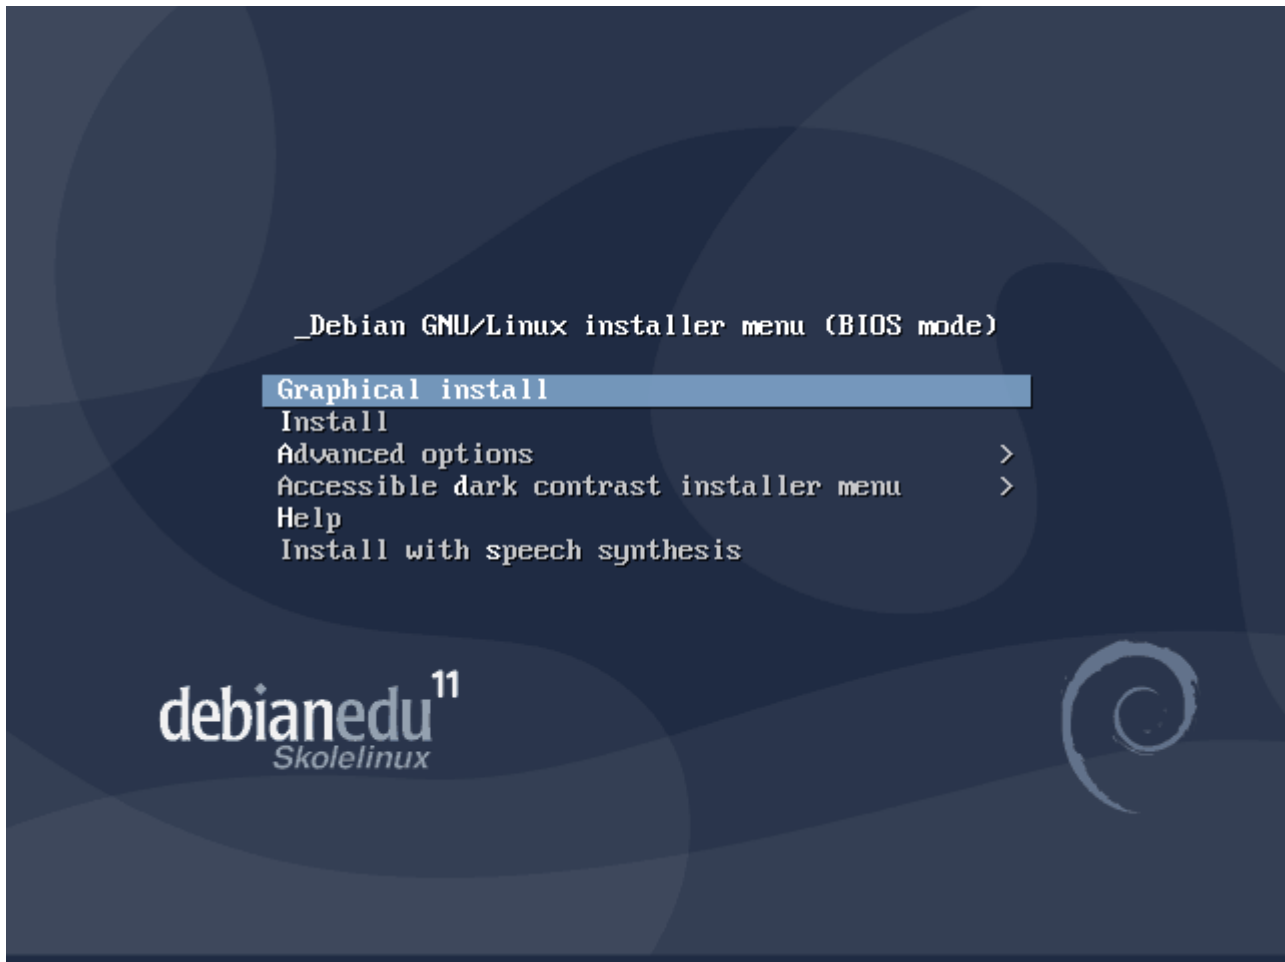 _Debian GNU/Linux installer menu (BIOS mode)
Graphical install
Install
Advanced options >
Accessible dark contrast installer menu >
Help
Install with speech synthesis
debianedu 11
Skolelinux